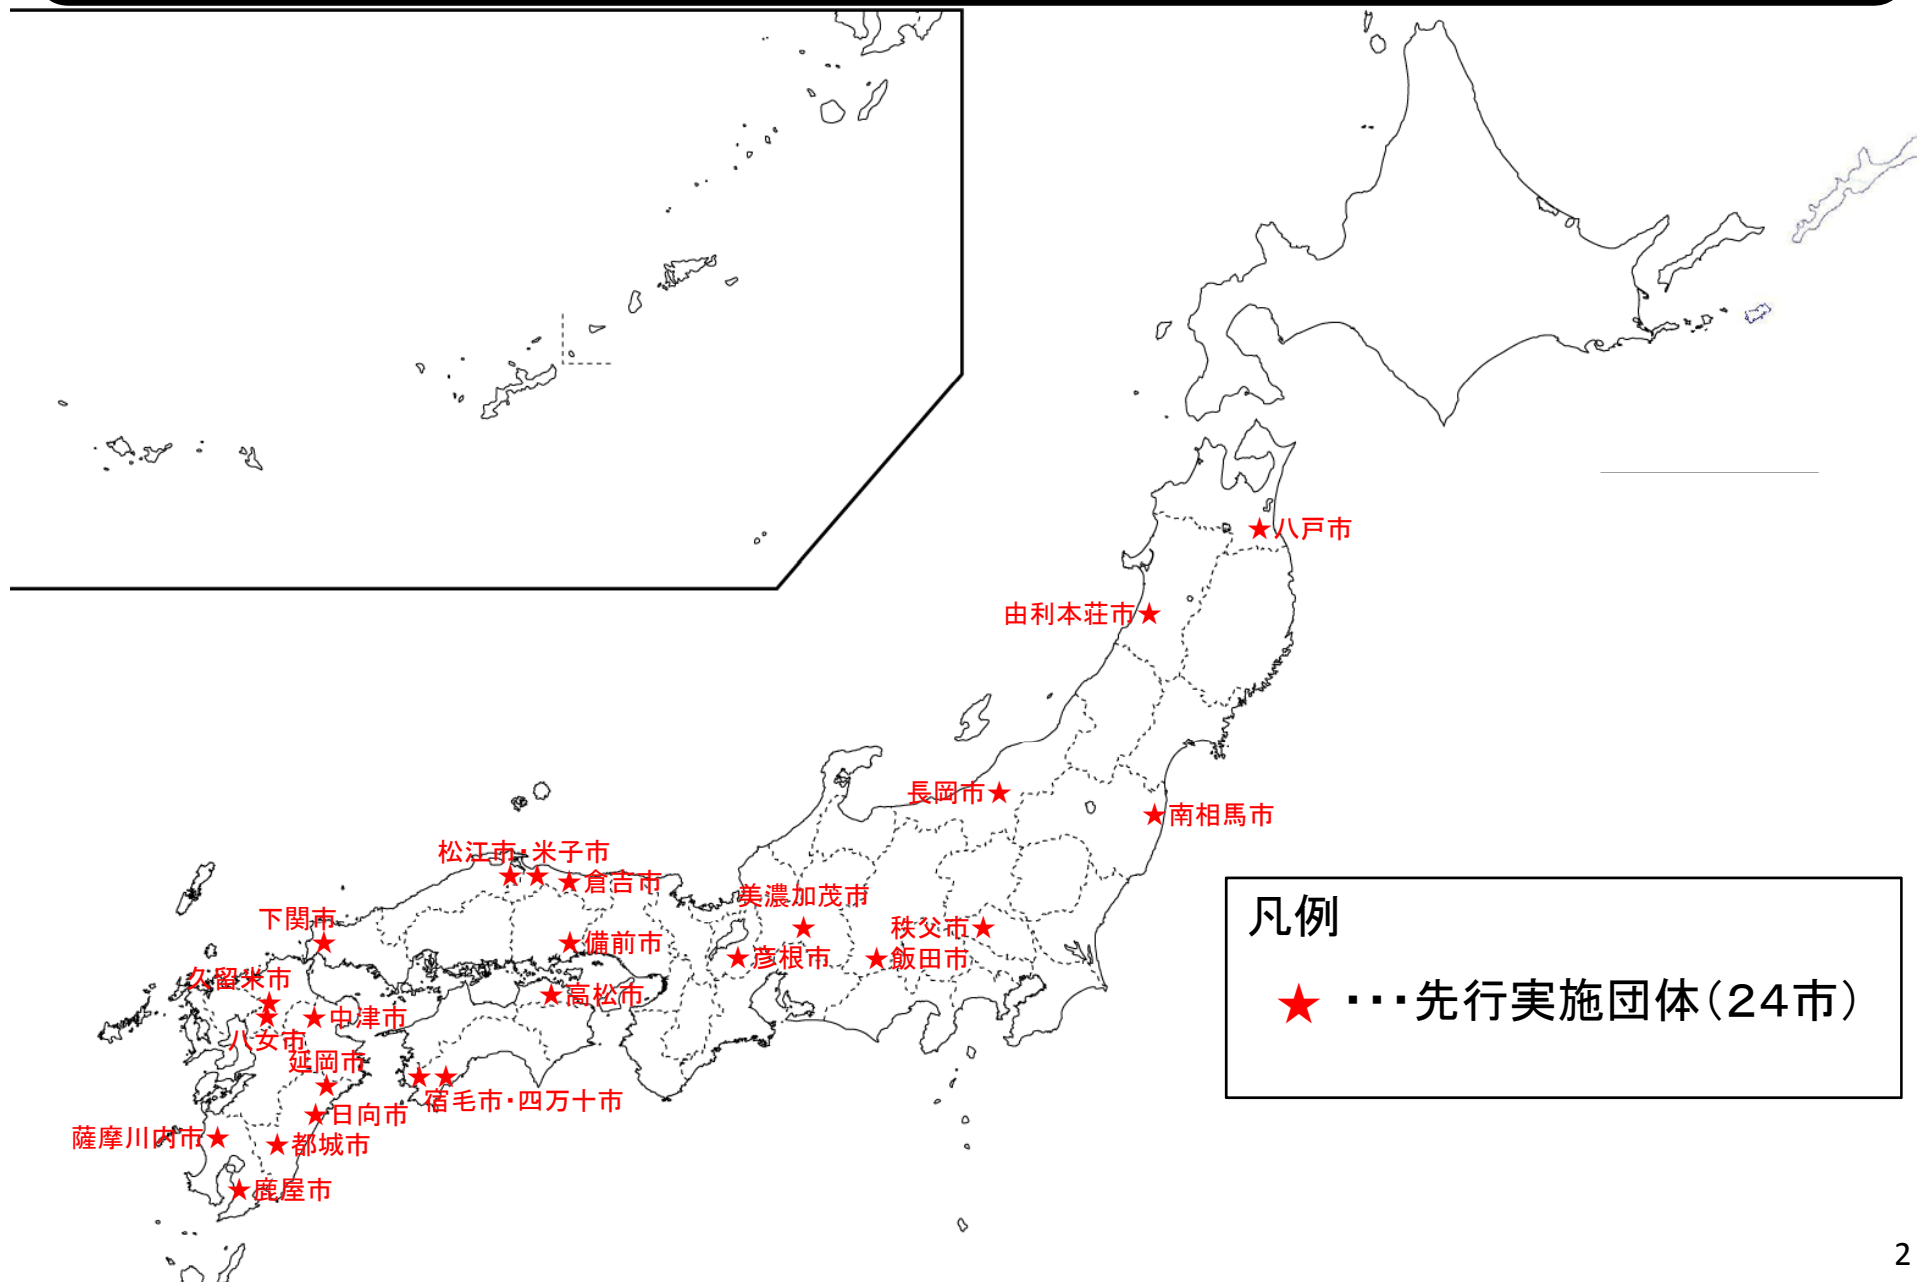 八戸市
由利本荘市
長岡市
南相馬市
松江市・米子市
倉吉市
美濃加茂市
下関市
秩父市
備前市
彦根市
飯田市
久留米市
高松市
中津市
八女市
延岡市
宿毛市・四万十市
日向市
薩摩川内市
都城市
鹿屋市
凡例
★・・・先行実施団体（２４市）
2